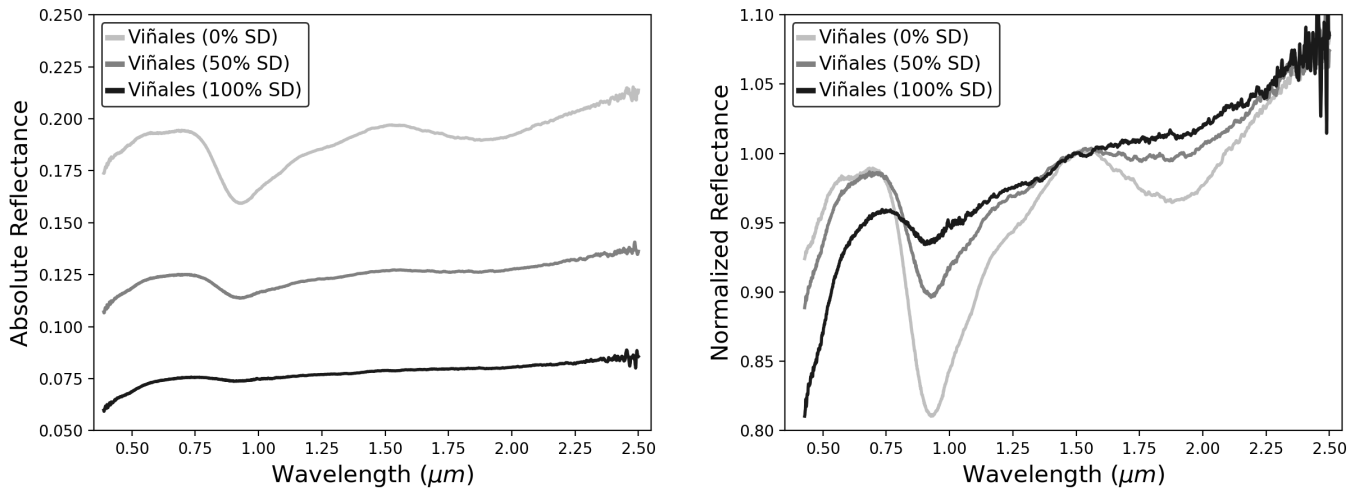 0.250
0.225
0.200
0.175
0.150
0.125
0.100
0.075
0.050
Absolute Reflectance
Viñales (0% SD)
Viñales (50% SD)
Viñales (100% SD)
0.50 0.75 1.00 1.25 1.50 1.75 2.00 2.25 2.50
Wavelength (μm)
1.10
1.05
1.00
0.95
0.90
0.85
0.80
Normalized Reflectance
Viñales (0% SD)
Viñales (50% SD)
Viñales (100% SD)
0.50 0.75 1.00 1.25 1.50 1.75 2.00 2.25 2.50
Wavelength (μm)